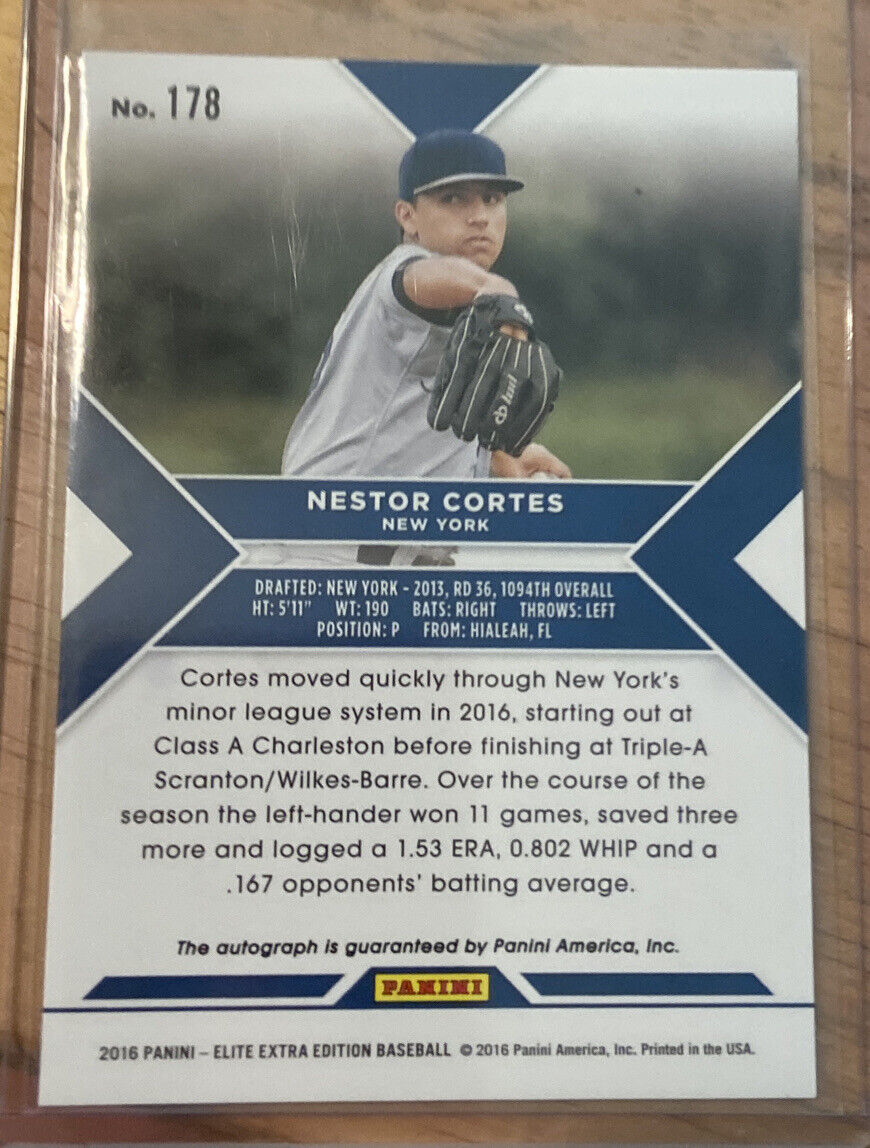 No. 178
NESTOR CORTES
NEW YORK
DRAFTED: NEW YORK - 2013, RD 36, 1094TH OVERALL
HT: 5'11" WT: 190 BATS: RIGHT THROWS: LEFT
POSITION: P FROM: HIALEAH, FL
Cortes moved quickly through New York's
minor league system in 2016, starting out at
Class A Charleston before finishing at Triple-A
Scranton/Wilkes-Barre. Over the course of the
season the left-hander won 11 games, saved three
more and logged a 1.53 ERA, 0.802 WHIP and a
.167 opponents' batting average.
The autograph is guaranteed by Panini America, Inc.
PANINI
2016 PANINI – ELITE EXTRA EDITION BASEBALL © 2016 Panini America, Inc. Printed in the USA.